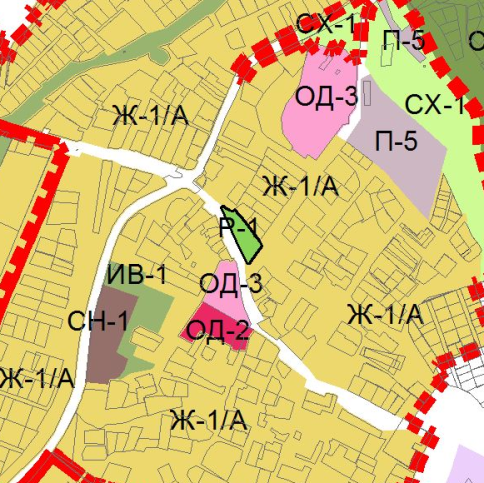 СХ-1
П-5
ОД-3
СХ-1
Ж-1/А
П-5
Ж-1/А
Р-1
ИВ-1
ОД-3
СН-1
ОД-2
Ж-1/А
Ж-1/А
Ж-1/А